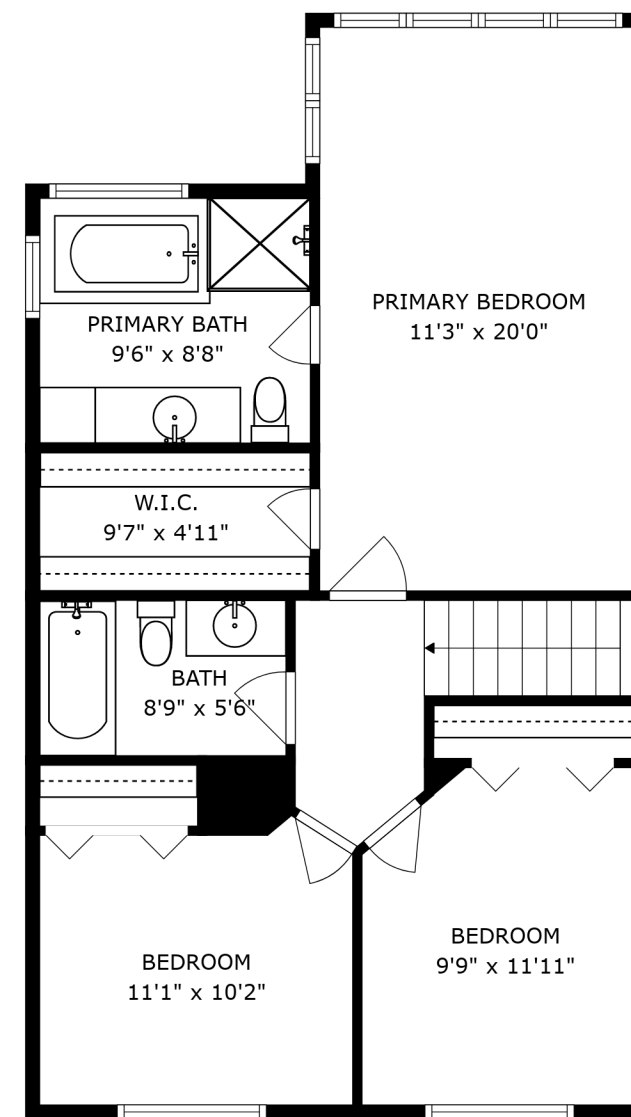 PRIMARY BEDROOM
11'3" x 20'0"
PRIMARY BATH
9'6" x 8'8"
W.I.C.
9'7" x 4'11"
BATH
8'9" x 5'6"
BEDROOM
9'9" x 11'11"
BEDROOM
11'1" x 10'2"